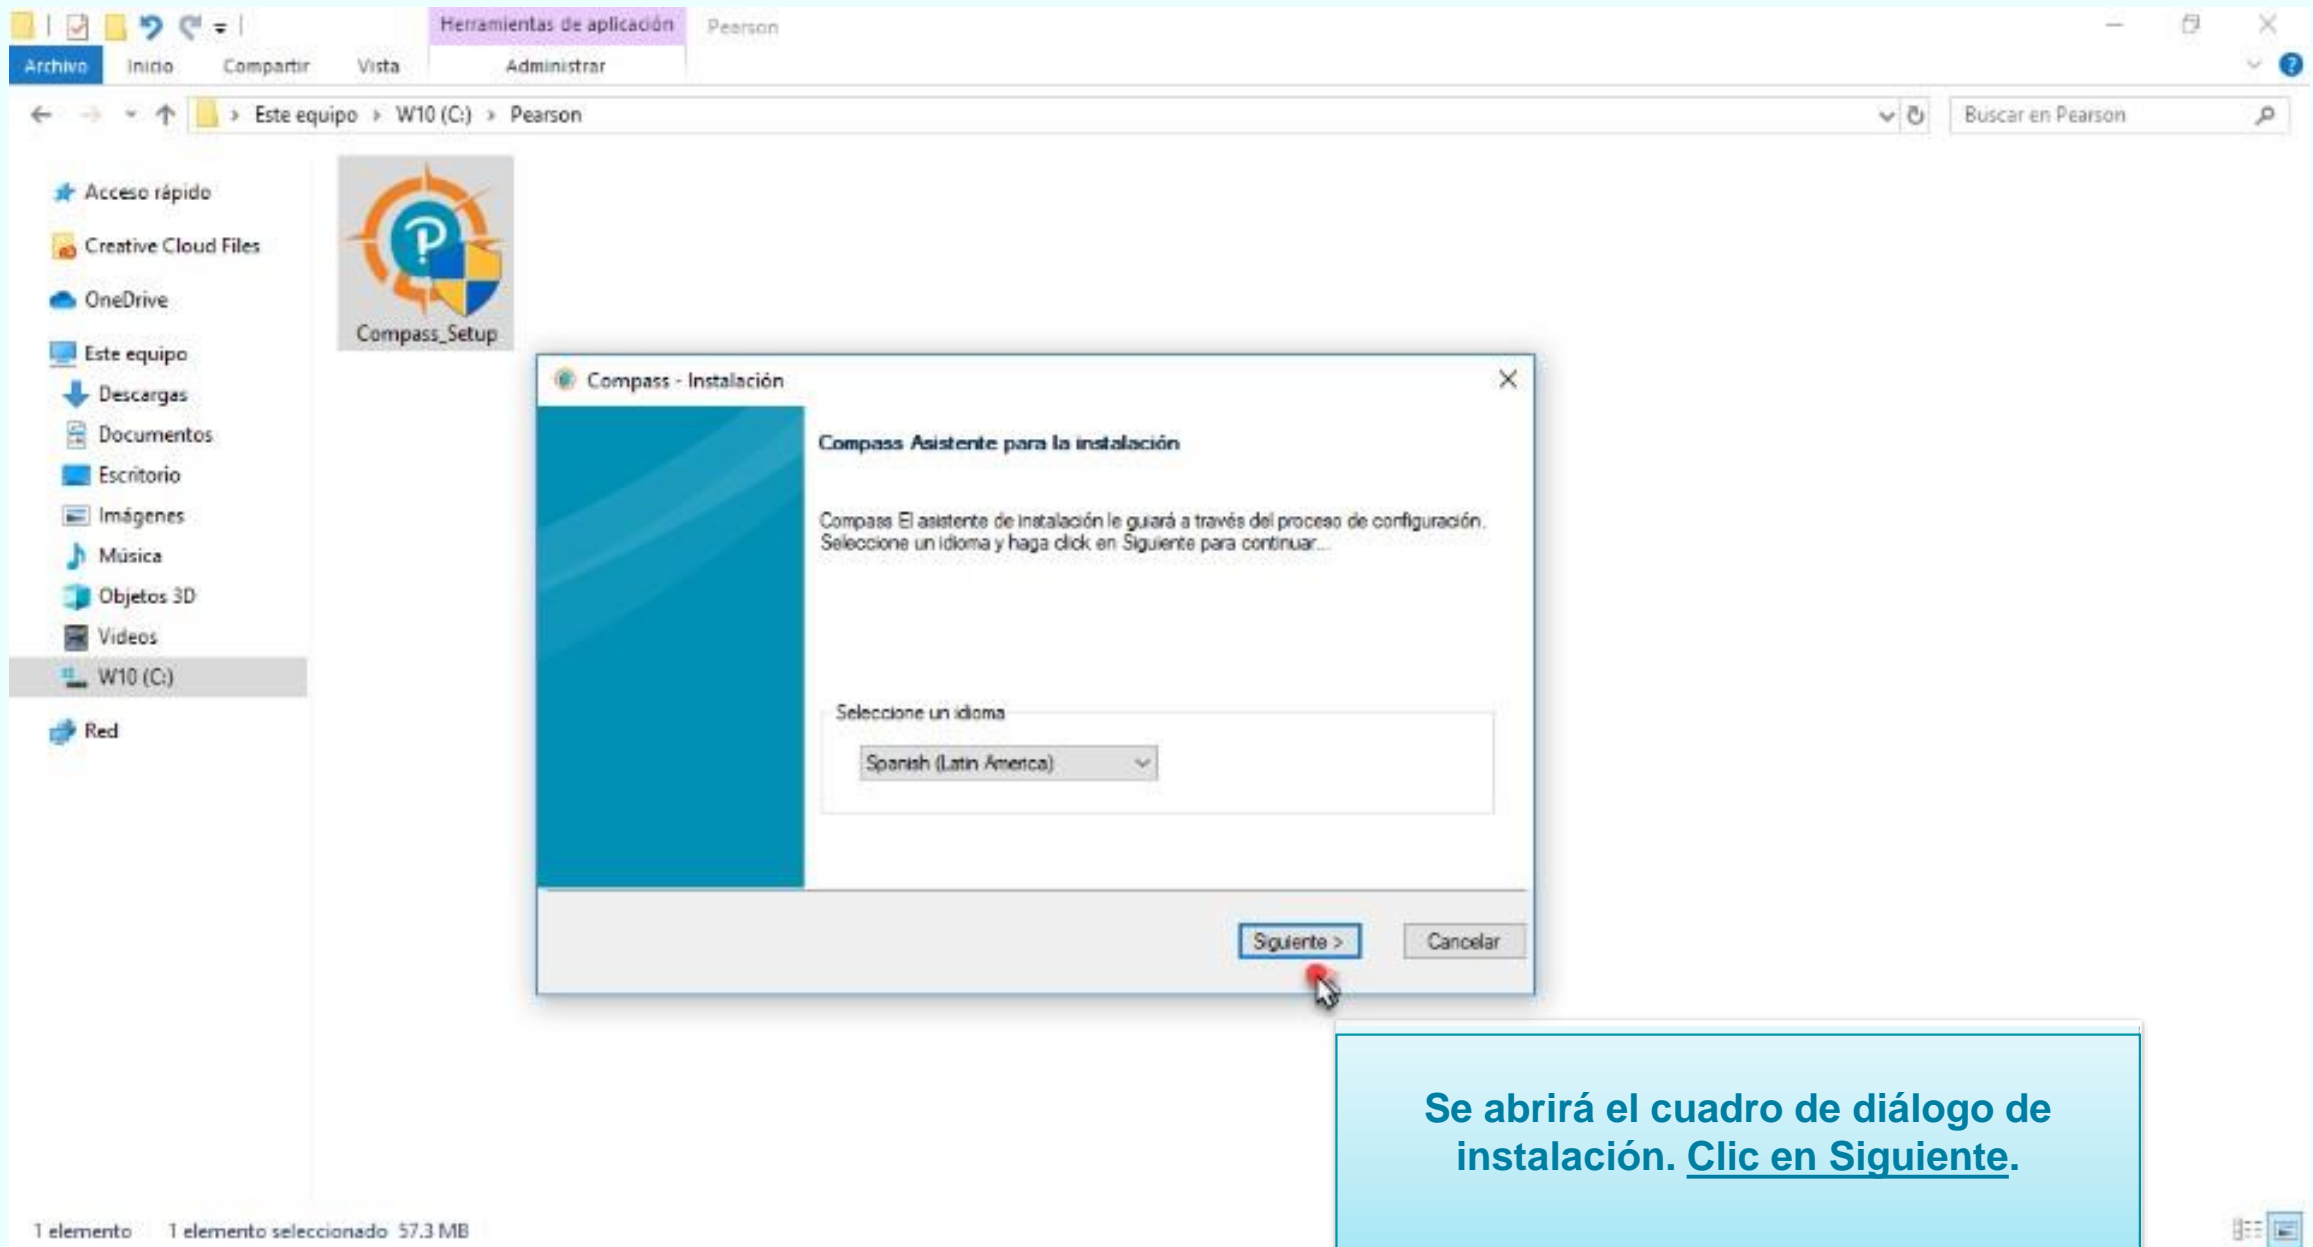 Herramientas de aplicación Pearson
Archivo Inicio Compartir Vista Administrar
Este equipo > W10 (C:) > Pearson
Buscar en Pearson
Acceso rápido
Creative Cloud Files
OneDrive
Este equipo
Descargas
Documentos
Escritorio
Imágenes
Música
Objetos 3D
Videos
W10 (C:)
Red
Compass_Setup
Compass - Instalación
Compass Asistente para la instalación
Compass El asistente de instalación le guiará a través del proceso de configuración.
Seleccione un idioma y haga click en Siguiente para continuar...
Seleccione un idioma
Spanish (Latin America)
Siguiente > Cancelar
Se abrirá el cuadro de diálogo de
instalación. Clic en Siguiente.
1 elemento 1 elemento seleccionado 57.3 MB